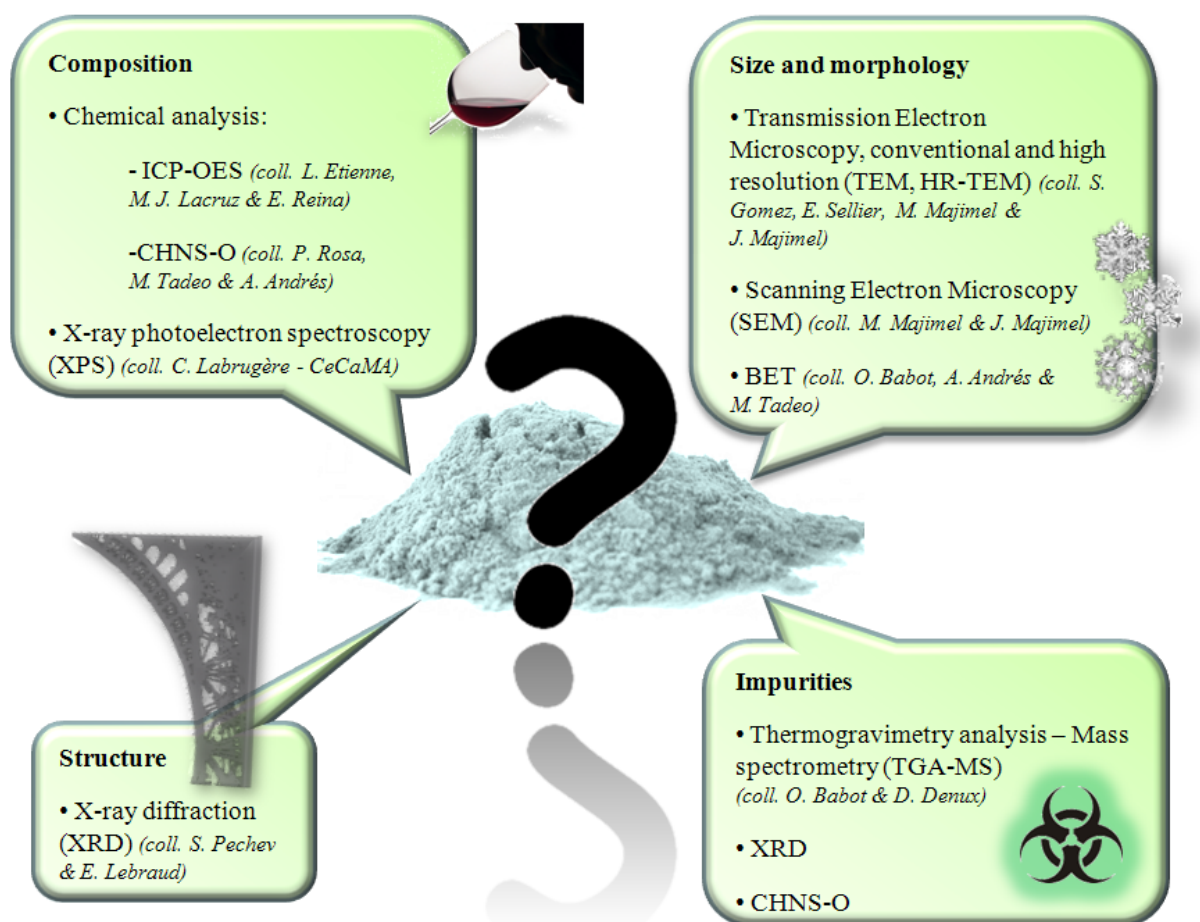 Composition
• Chemical analysis:
- ICP-OES (coll. L. Etienne,
M. J. Lacruz & E. Reina)
-CHNS-O (coll. P. Rosa,
M. Tadeo & A. Andrés)
• X-ray photoelectron spectroscopy
(XPS) (coll. C. Labrugère - CeCaMA)
Size and morphology
• Transmission Electron
Microscopy, conventional and high
resolution (TEM, HR-TEM) (coll. S.
Gomez, E. Sellier, M. Majimel &
J. Majimel)
• Scanning Electron Microscopy
(SEM) (coll. M. Majimel & J. Majimel)
• BET (coll. O. Babot, A. Andrés &
M. Tadeo)
?
Structure
• X-ray diffraction
(XRD) (coll. S. Pechev
& E. Lebraud)
Impurities
• Thermogravimetry analysis – Mass
spectrometry (TGA-MS)
(coll. O. Babot & D. Denux)
• XRD
• CHNS-O